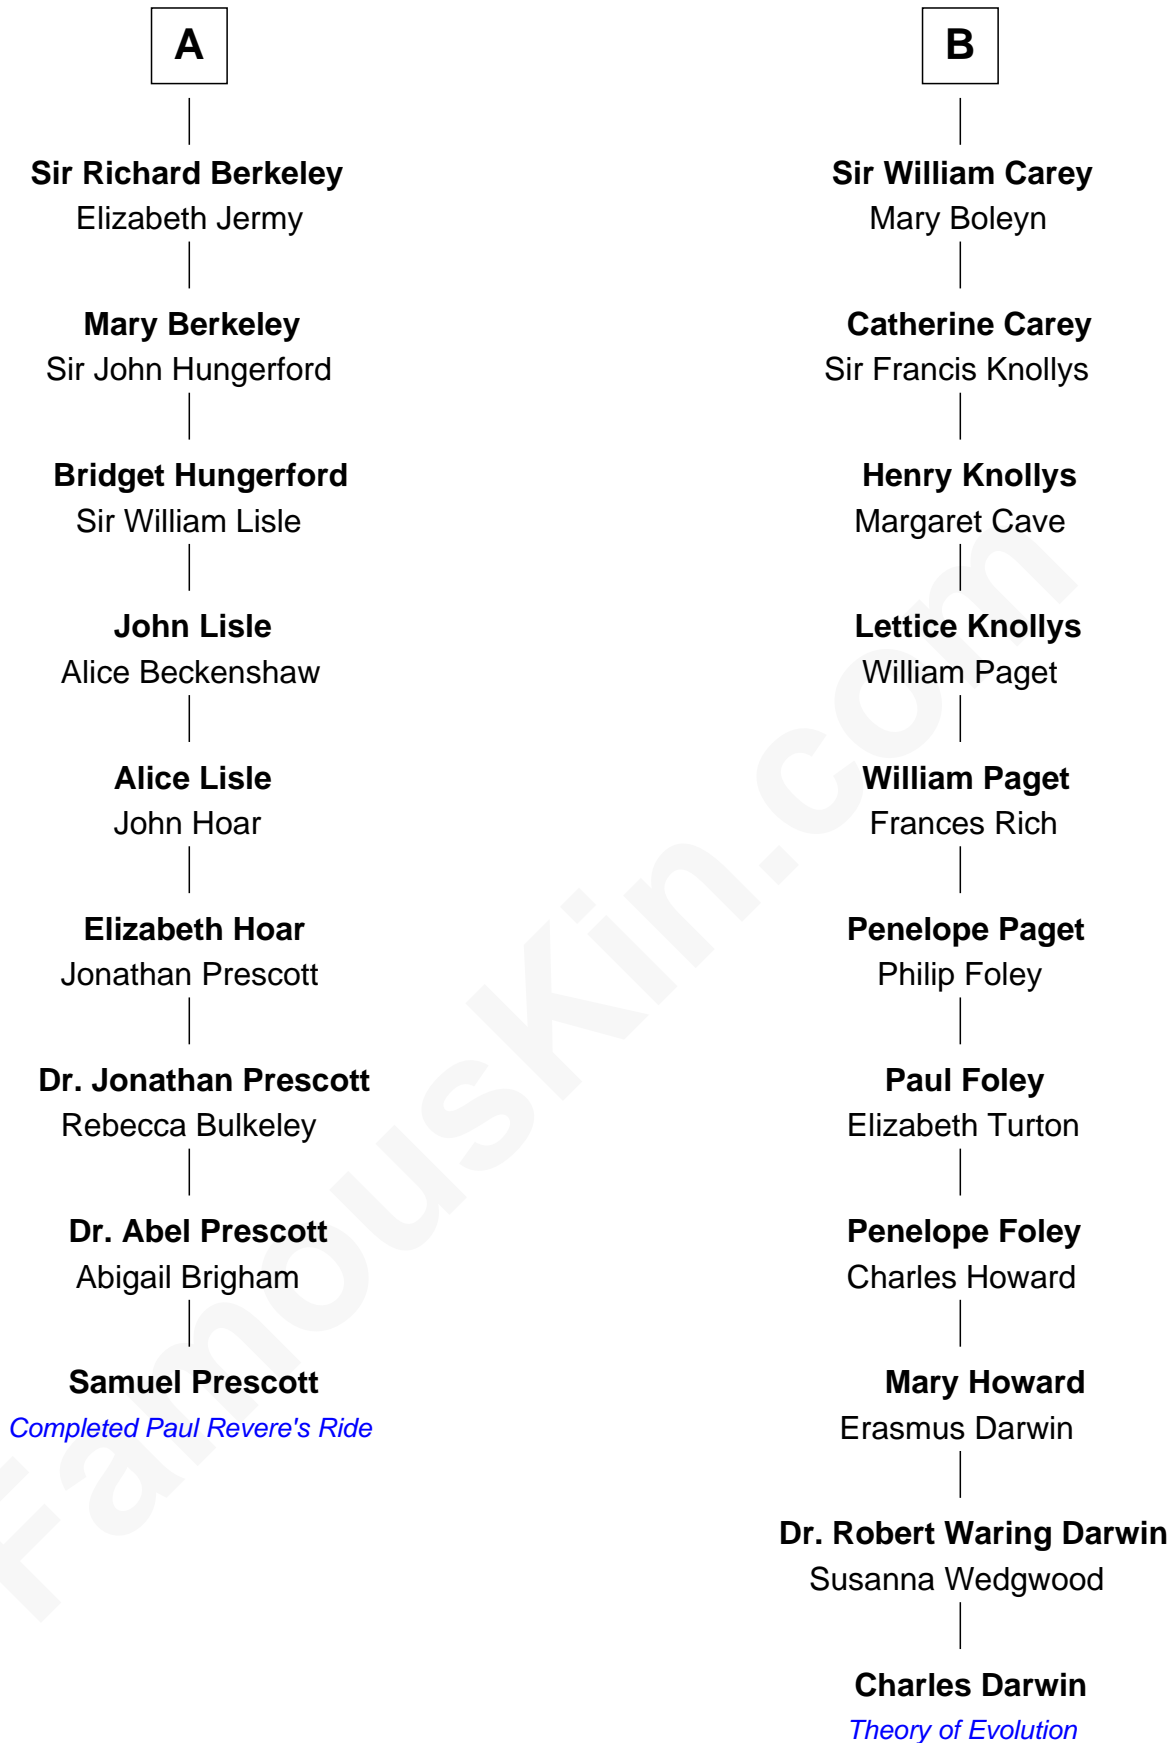 A
Sir Richard Berkeley
Elizabeth Jermy
Mary Berkeley
Sir John Hungerford
Bridget Hungerford
Sir William Lisle
John Lisle
Alice Beckenshaw
Alice Lisle
John Hoar
Elizabeth Hoar
Jonathan Prescott
Dr. Jonathan Prescott
Rebecca Bulkeley
Dr. Abel Prescott
Abigail Brigham
Samuel Prescott
Completed Paul Revere's Ride
B
Sir William Carey
Mary Boleyn
Catherine Carey
Sir Francis Knollys
Henry Knollys
Margaret Cave
Lettice Knollys
William Paget
William Paget
Frances Rich
Penelope Paget
Philip Foley
Paul Foley
Elizabeth Turton
Penelope Foley
Charles Howard
Mary Howard
Erasmus Darwin
Dr. Robert Waring Darwin
Susanna Wedgwood
Charles Darwin
Theory of Evolution
FamousKin.com